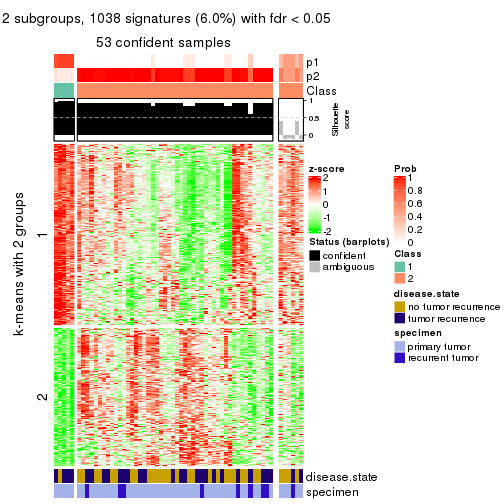 2 subgroups, 1038 signatures (6.0%) with fdr < 0.05
53 confident samples
p1
p2
Class
1
0.5
0
Silhouette
score
k-means with 2 groups
1
2
disease.state
specimen
z-score
2
1
0
-1
-2
Status (barplots)
confident
ambiguous
Prob
1
0.8
0.6
0.4
0.2
0
Class
1
2
disease.state
no tumor recurrence
tumor recurrence
specimen
primary tumor
recurrent tumor